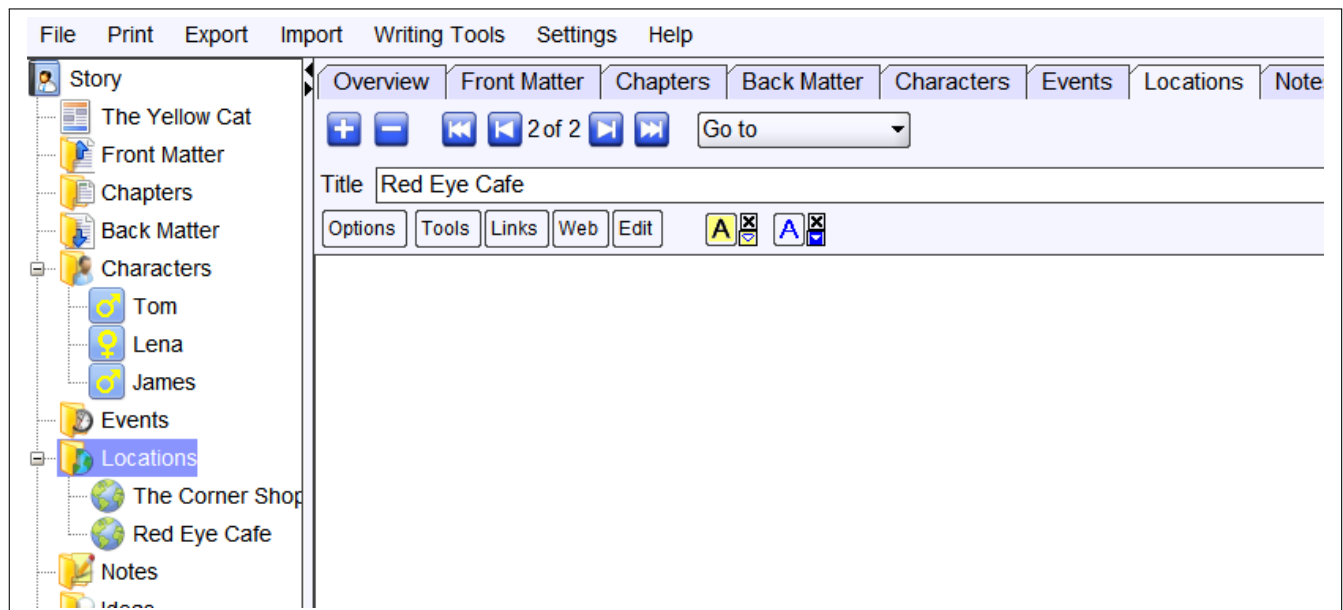 File Print Export Import Writing Tools Settings Help
Story
The Yellow Cat
Front Matter
Chapters
Back Matter
Characters
Tom
Lena
James
Events
Locations
The Corner Shop
Red Eye Cafe
Notes
Overview Front Matter Chapters Back Matter Characters Events Locations Note
2 of 2 Go to
Title Red Eye Cafe
Options Tools Links Web Edit A A